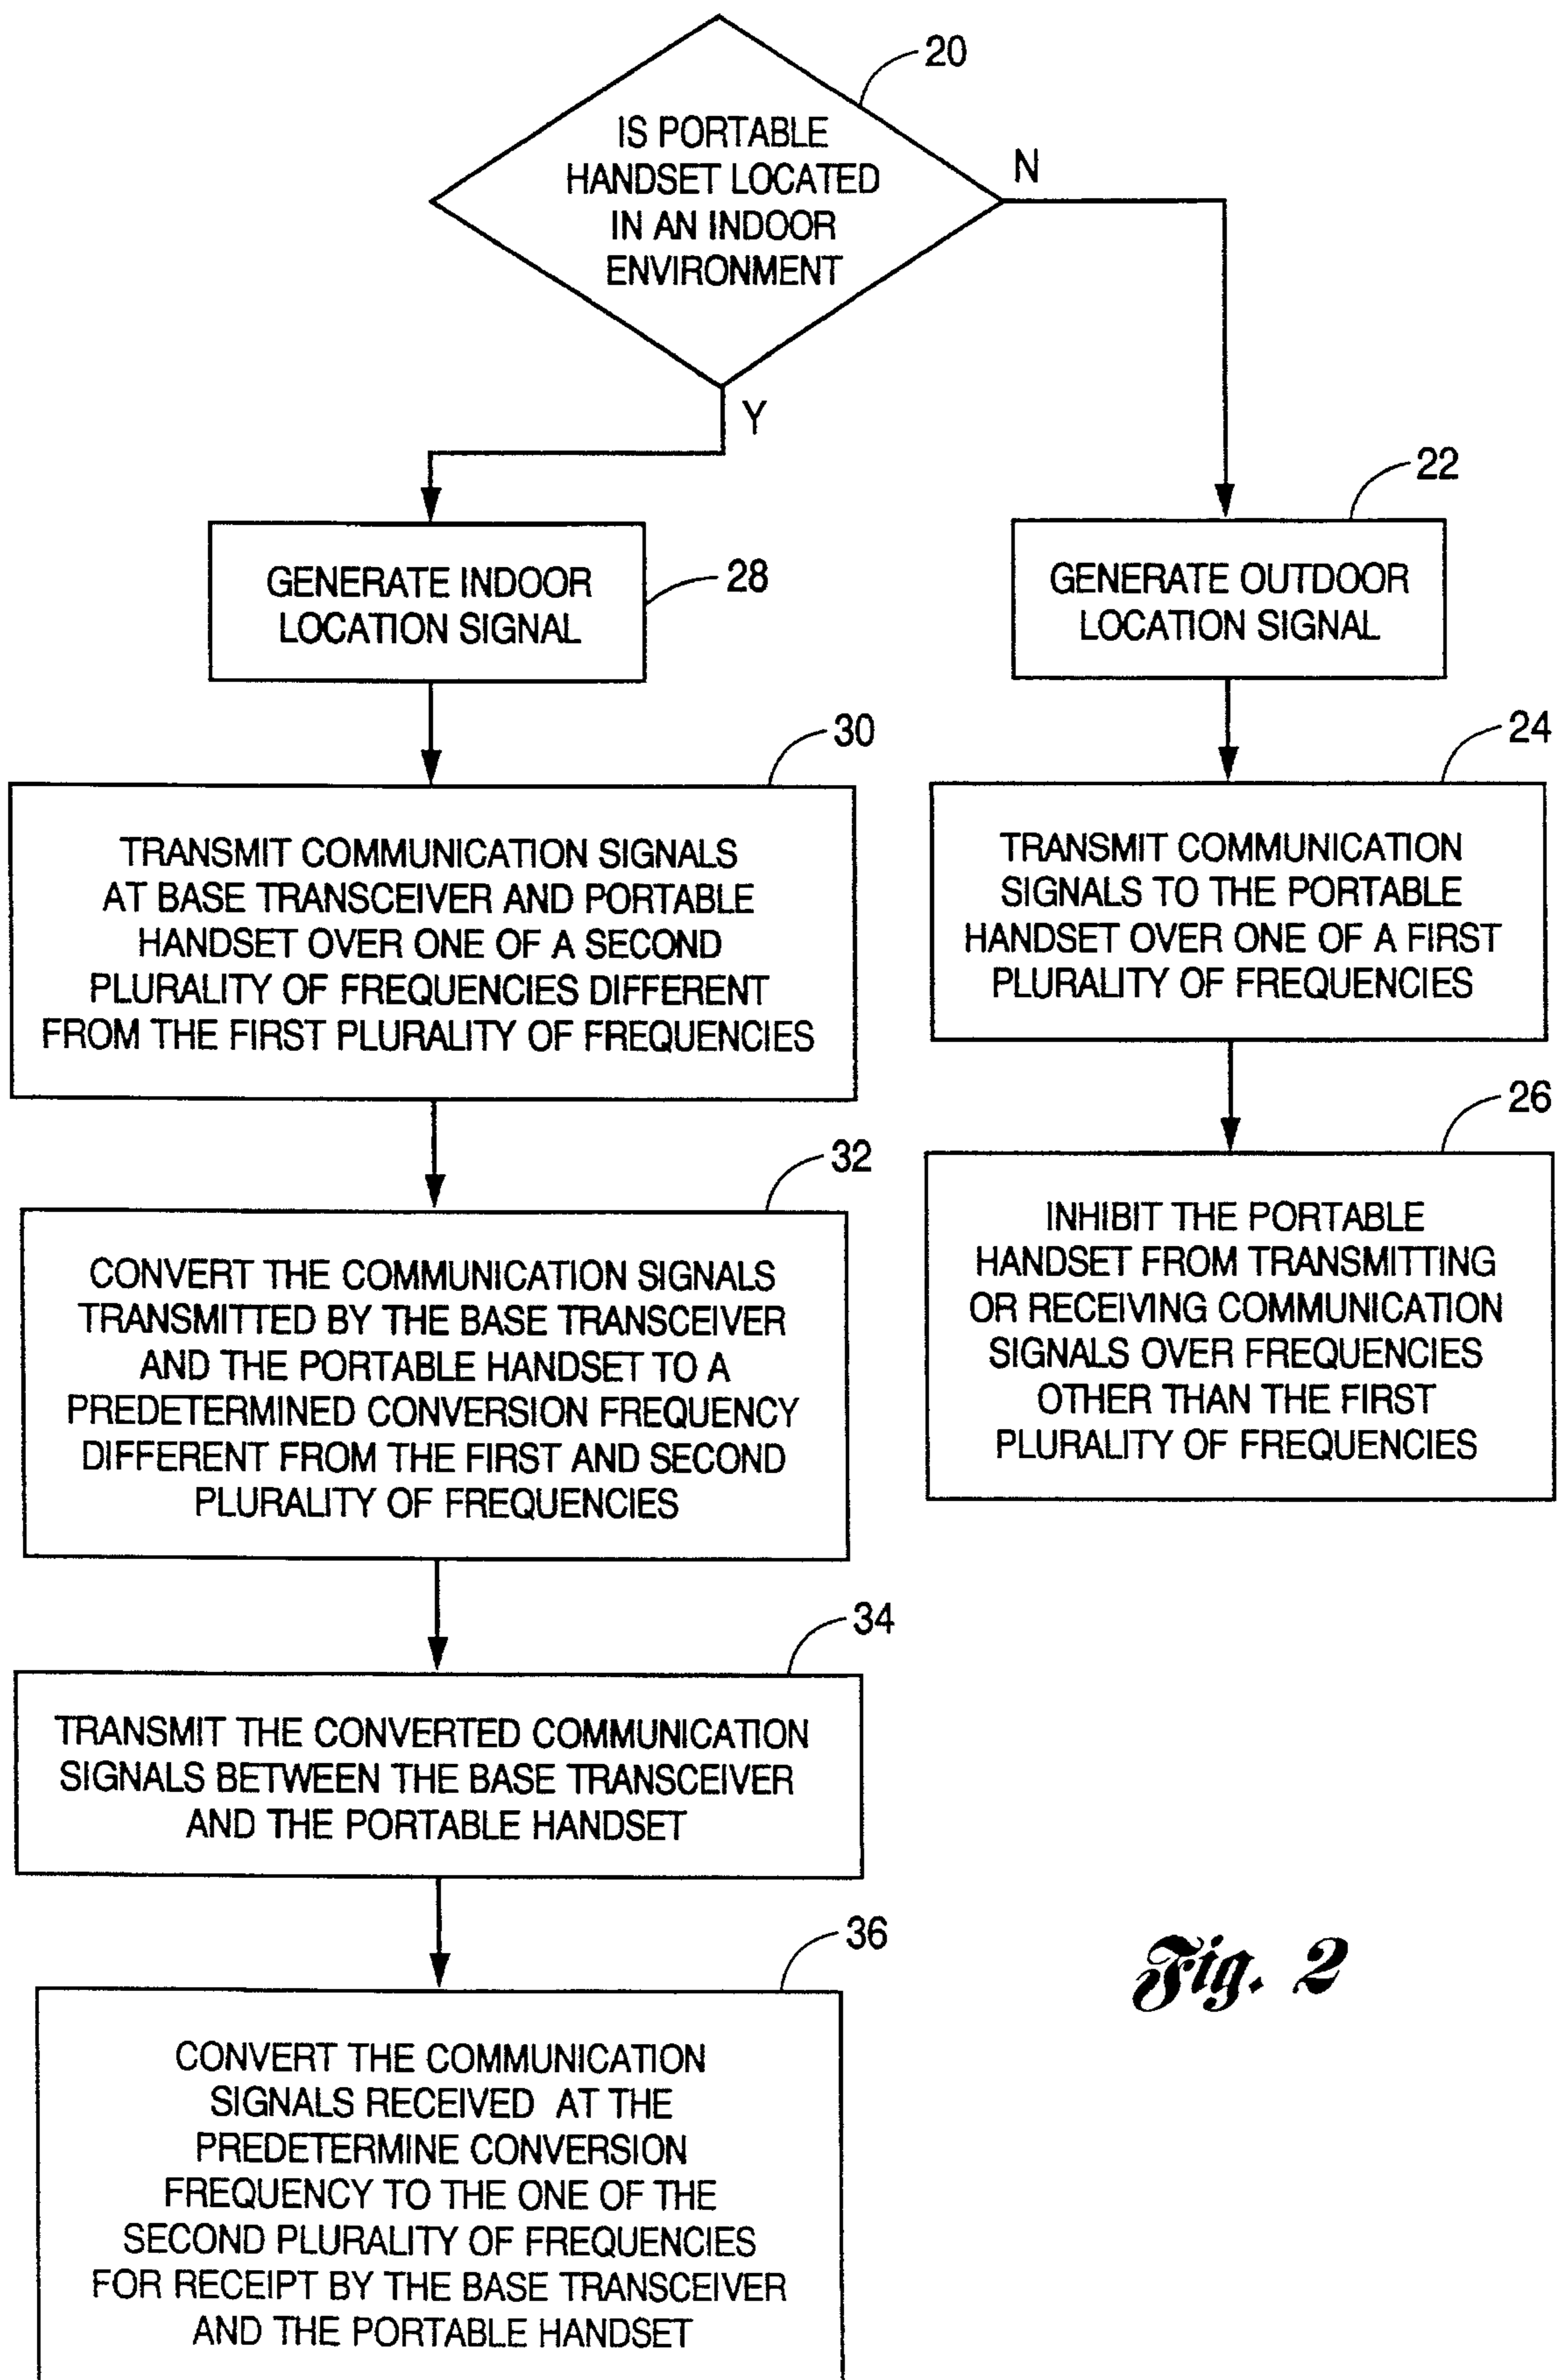 20
IS PORTABLE
HANDSET LOCATED
IN AN INDOOR
ENVIRONMENT
N
Y
22
GENERATE OUTDOOR
LOCATION SIGNAL
28
GENERATE INDOOR
LOCATION SIGNAL
30
TRANSMIT COMMUNICATION SIGNALS
AT BASE TRANSCEIVER AND PORTABLE
HANDSET OVER ONE OF A SECOND
PLURALITY OF FREQUENCIES DIFFERENT
FROM THE FIRST PLURALITY OF FREQUENCIES
24
TRANSMIT COMMUNICATION
SIGNALS TO THE PORTABLE
HANDSET OVER ONE OF A FIRST
PLURALITY OF FREQUENCIES
26
INHIBIT THE PORTABLE
HANDSET FROM TRANSMITTING
OR RECEIVING COMMUNICATION
SIGNALS OVER FREQUENCIES
OTHER THAN THE FIRST
PLURALITY OF FREQUENCIES
32
CONVERT THE COMMUNICATION SIGNALS
TRANSMITTED BY THE BASE TRANSCEIVER
AND THE PORTABLE HANDSET TO A
PREDETERMINED CONVERSION FREQUENCY
DIFFERENT FROM THE FIRST AND SECOND
PLURALITY OF FREQUENCIES
34
TRANSMIT THE CONVERTED COMMUNICATION
SIGNALS BETWEEN THE BASE TRANSCEIVER
AND THE PORTABLE HANDSET
36
CONVERT THE COMMUNICATION
SIGNALS RECEIVED AT THE
PREDETERMINE CONVERSION
FREQUENCY TO THE ONE OF THE
SECOND PLURALITY OF FREQUENCIES
FOR RECEIPT BY THE BASE TRANSCEIVER
AND THE PORTABLE HANDSET
Fig. 2